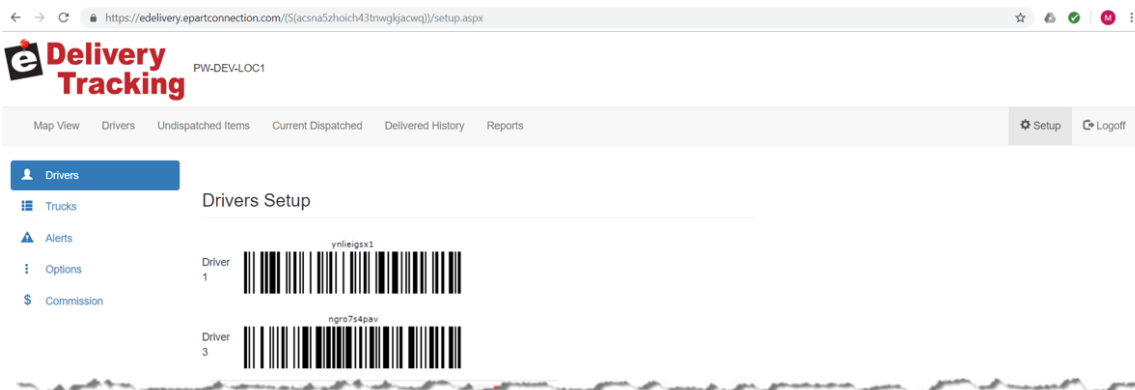 https://edelivery.epartconnection.com/(S(acsna5zhoich43tnwgkjacwq))/setup.aspx
M
e Delivery
Tracking
PW-DEV-LOC1
Map View Drivers Undispatched Items Current Dispatched Delivered History Reports Setup Logoff
Drivers
Trucks
Alerts
Options
$ Commission
Drivers Setup
ynlieigsx1
Driver
1
ngro7s4pav
Driver
3